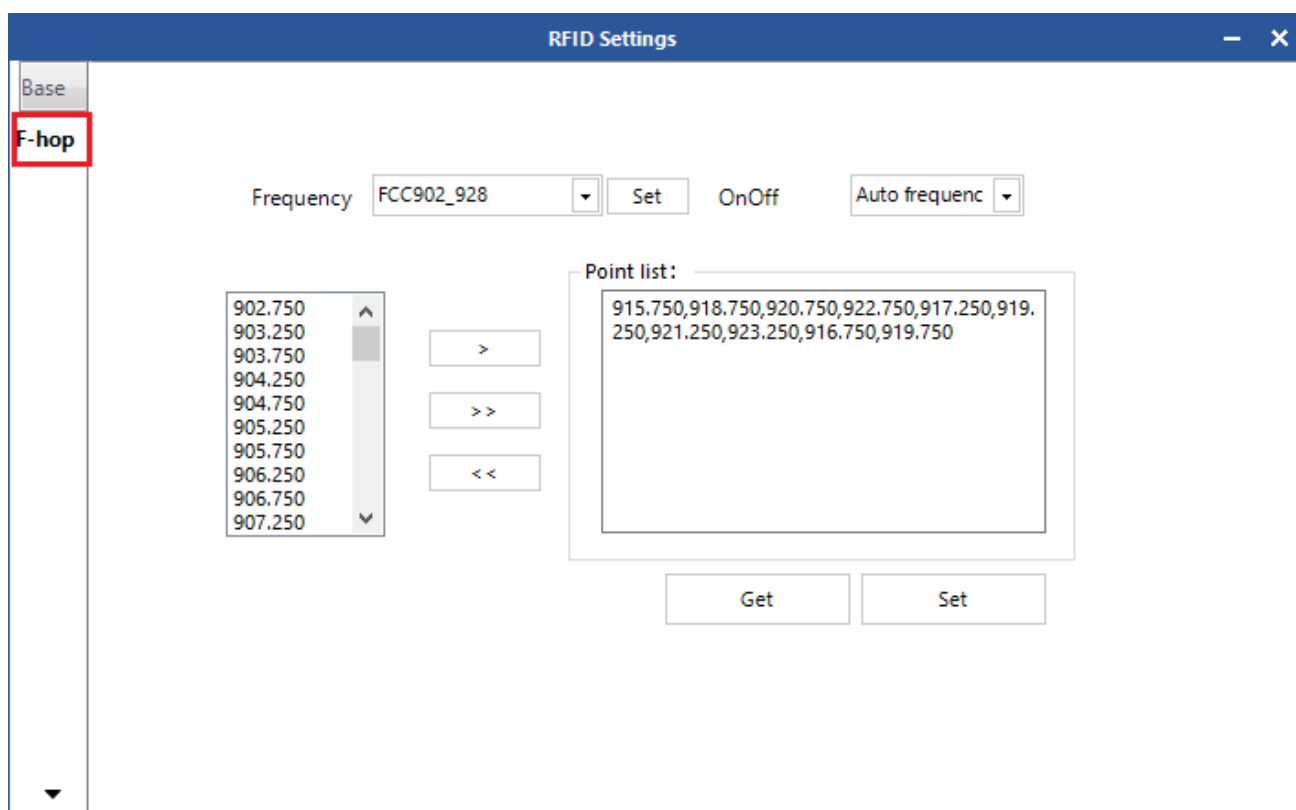 RFID Settings
Base
F-hop
Frequency FCC902_928 Set OnOff Auto frequenc
Point list:
902.750
903.250
903.750
904.250
904.750
905.250
905.750
906.250
906.750
907.250
>
>>
<<
915.750,918.750,920.750,922.750,917.250,919.
250,921.250,923.250,916.750,919.750
Get Set